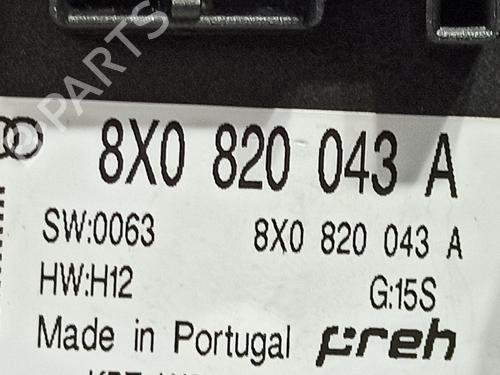 B PARTS
8X0 820 043 A
SW:0063 8X0 820 043 A
HW:H12 G:15S
Made in Portugal preh